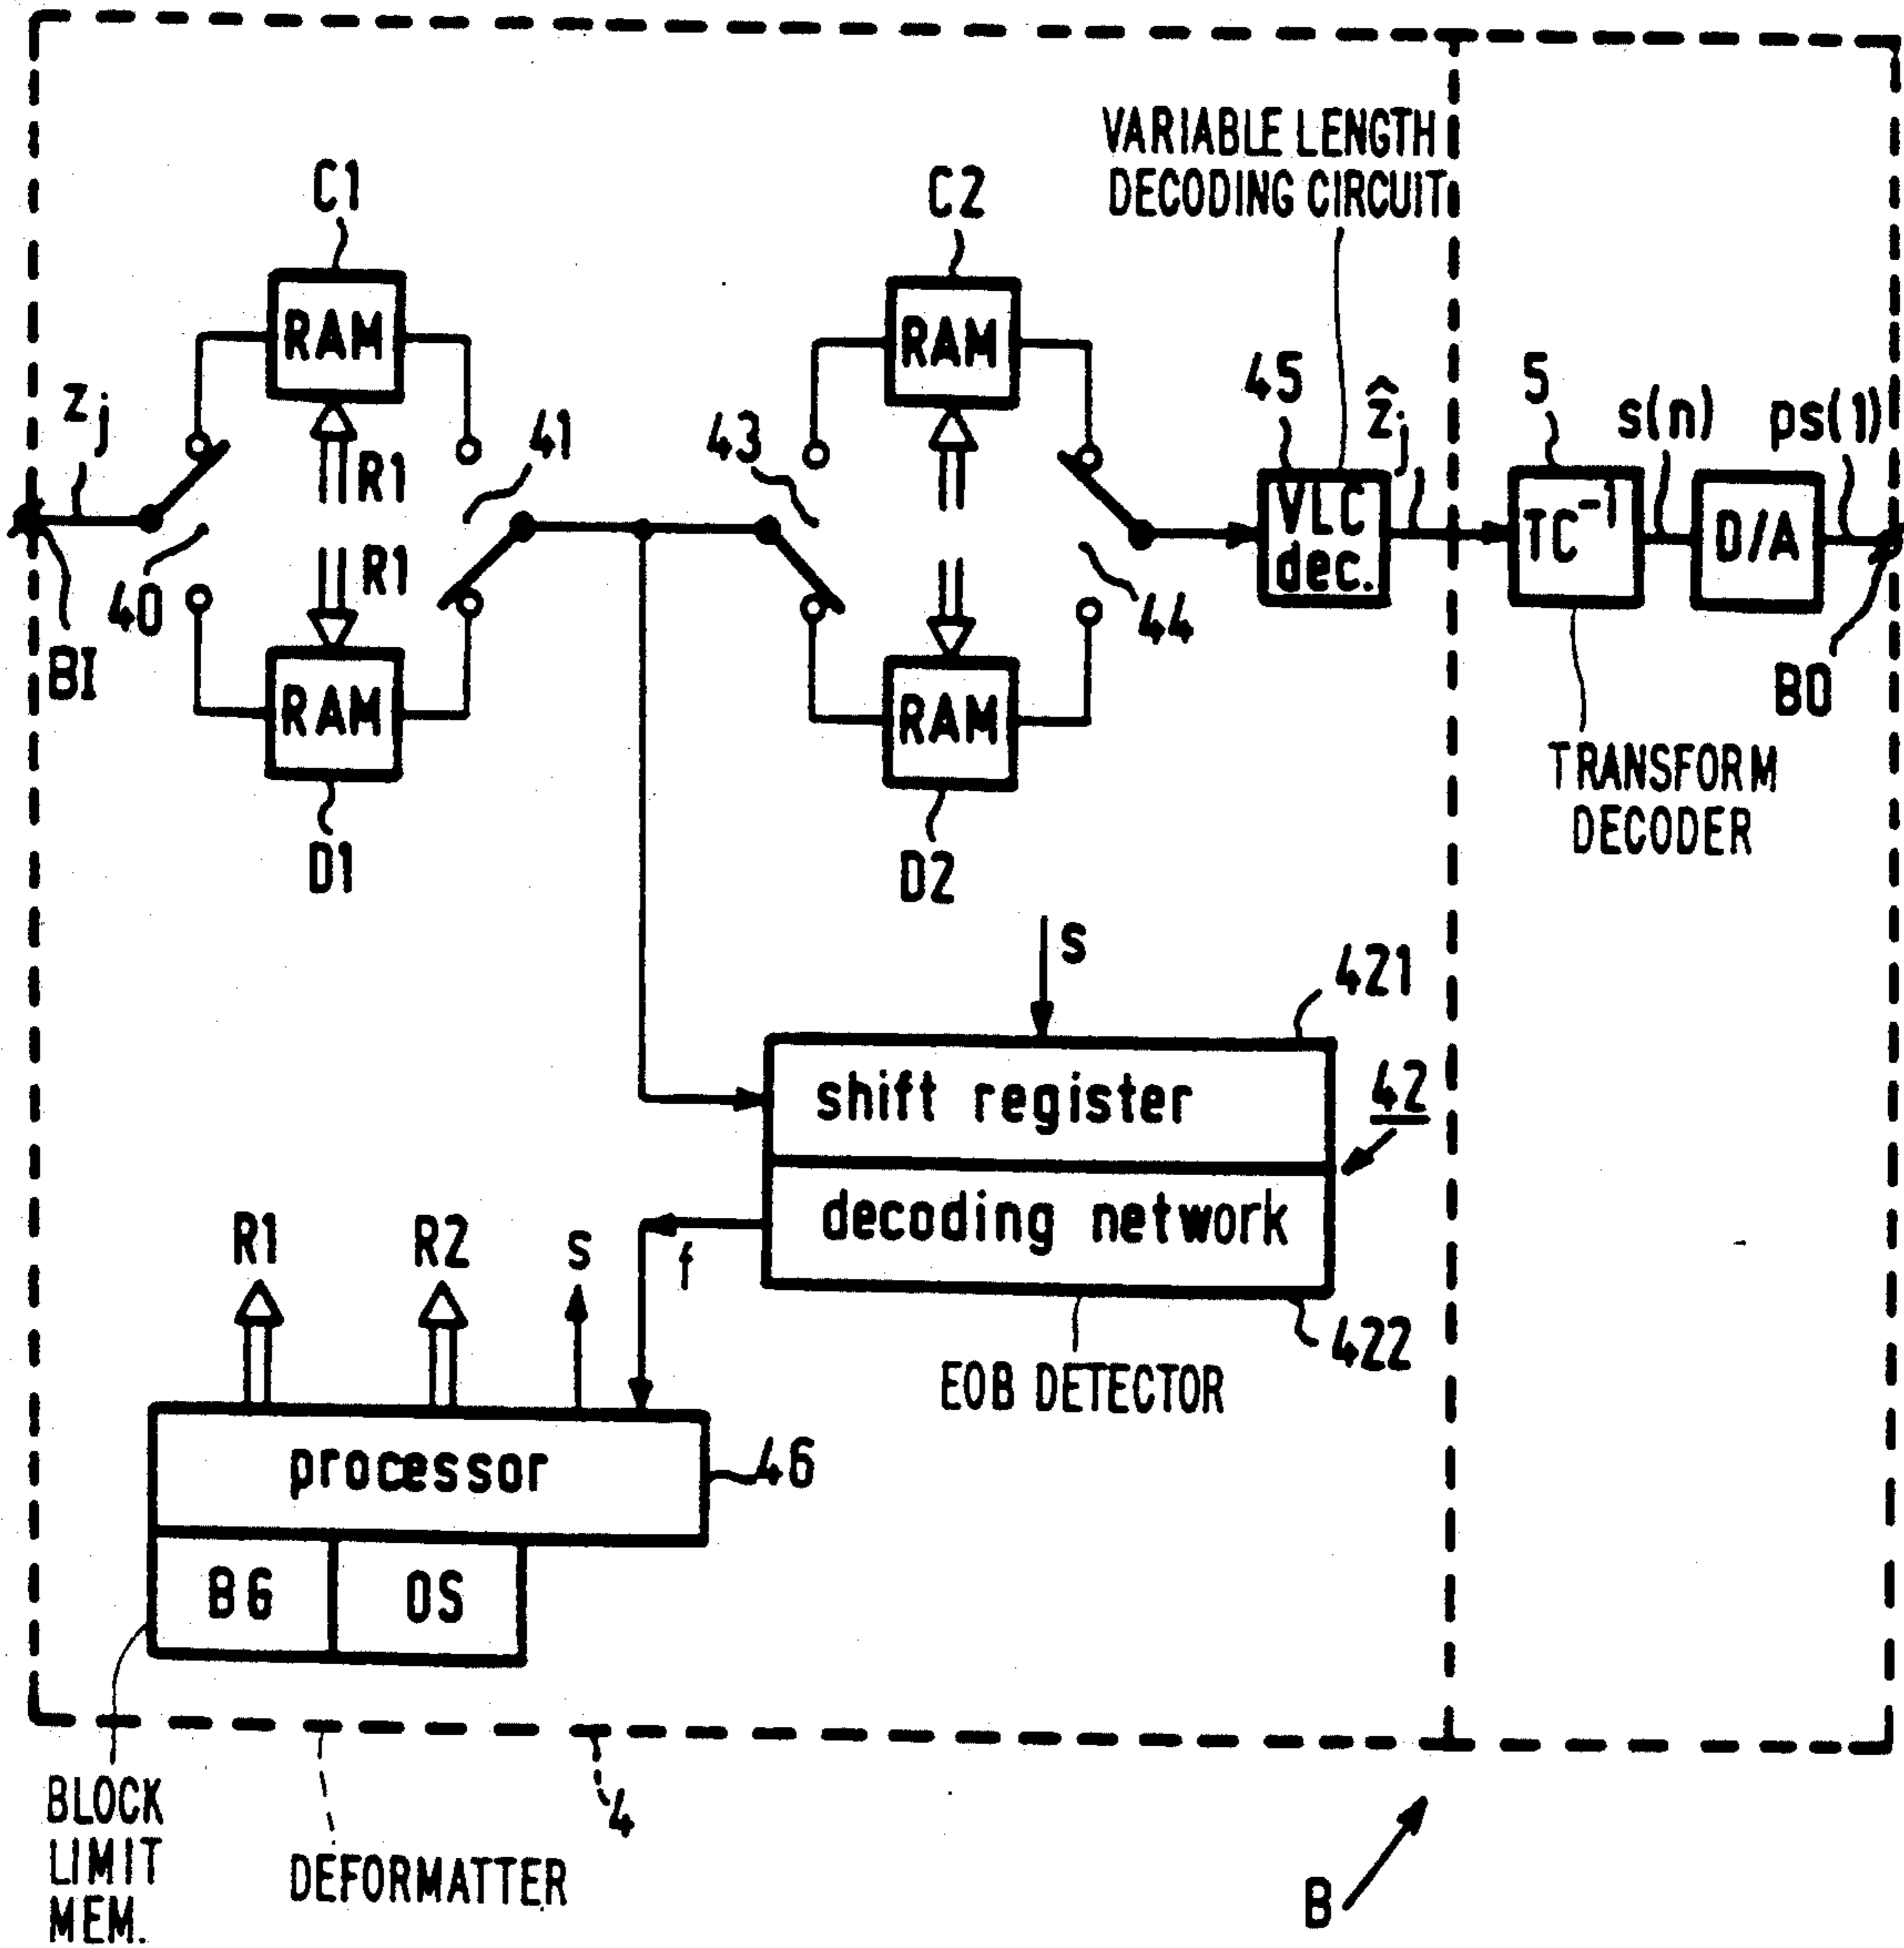 VARIABLE LENGTH
DECODING CIRCUIT
C1
C2
RAM
RAM
zj
R1
41
43
45
ẑj
5
s(n)
ps(1)
VLC
dec.
TC⁻¹
D/A
40
R1
44
BI
BO
RAM
RAM
D1
D2
TRANSFORM
DECODER
s
421
shift register
42
decoding network
f
422
EOB DETECTOR
R1
R2
s
processor
46
BG
OS
BLOCK
LIMIT
MEM.
DEFORMATTER
4
B